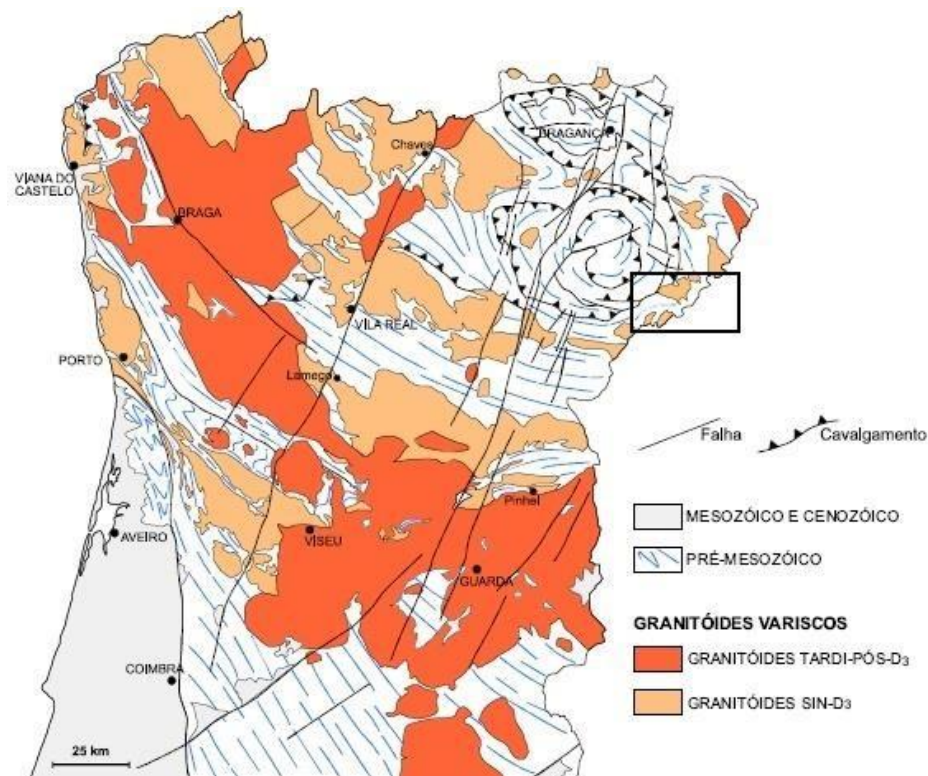 BRAGANÇA
Chaves
VIANA DO
CASTELO
BRAGA
VILA REAL
PORTO
Lamego
Falha
Cavalgamento
Pinhel
MESOZÓICO E CENOZÓICO
AVEIRO
VISEU
PRÉ-MESOZÓICO
GUARDA
GRANITÓIDES VARISCOS
GRANITÓIDES TARDI-PÓS-D3
COIMBRA
GRANITÓIDES SIN-D3
25 km